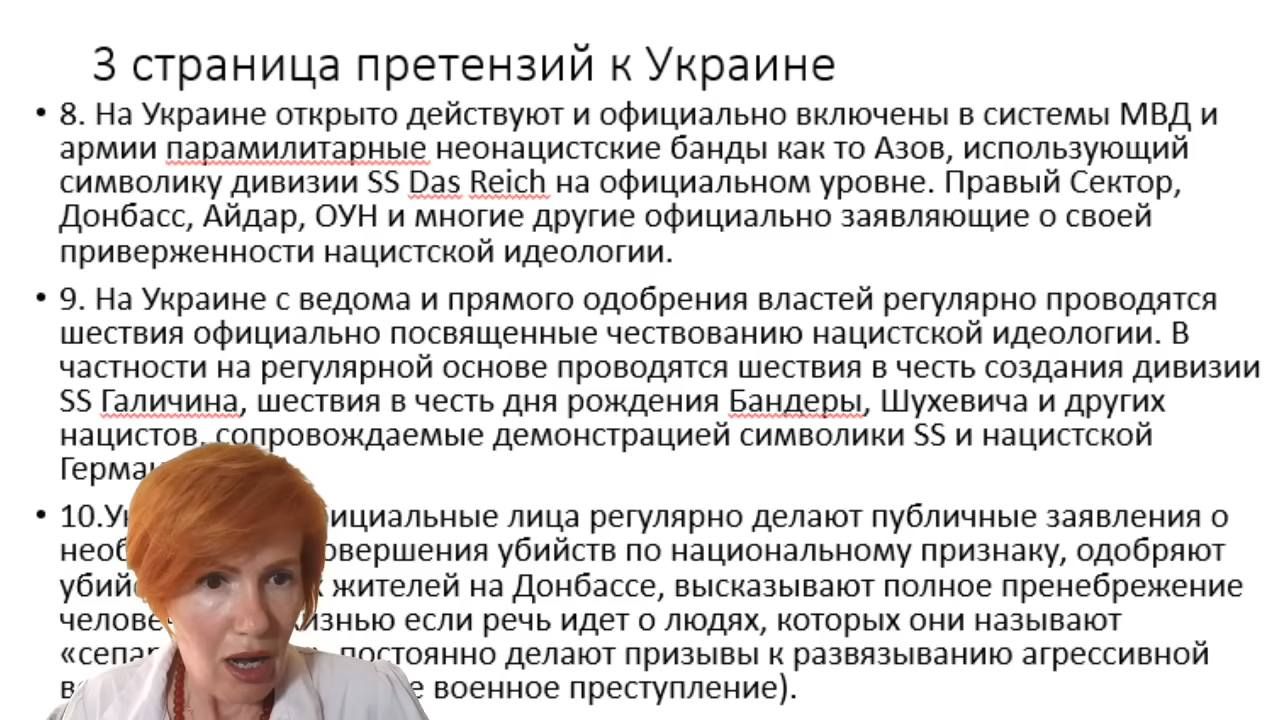 3 страница претензий к Украине
• 8. На Украине открыто действуют и официально включены в системы МВД и
армии парамилитарные неонацистские банды как то Азов, использующий
символику дивизии SS Das Reich на официальном уровне. Правый Сектор,
Донбасс, Айдар, ОУН и многие другие официально заявляющие о своей
приверженности нацистской идеологии.
• 9. На Украине с ведома и прямого одобрения властей регулярно проводятся
шествия официально посвященные чествованию нацистской идеологии. В
частности на регулярной основе проводятся шествия в честь создания дивизии
SS Галичина, шествия в честь дня рождения Бандеры, Шухевича и других
нацистов, сопровождаемые демонстрацией символики SS и нацистской
• 10. лица регулярно делают публичные заявления о
убийств по национальному признаку, одобряют
жителей на Донбассе, высказывают полное пренебрежение
если речь идет о людях, которых они называют
постоянно делают призывы к развязыванию агрессивной
военное преступление).